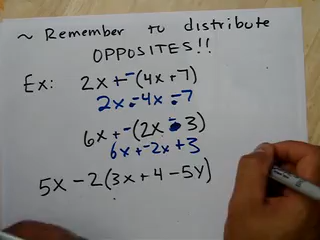 ~ Remember to distribute
OPPOSITES!!
Ex: 2x + -(4x + 7)
2x - 4x - 7
6x + -(2x - 3)
6x + -2x + 3
5x - 2(3x + 4 - 5y)